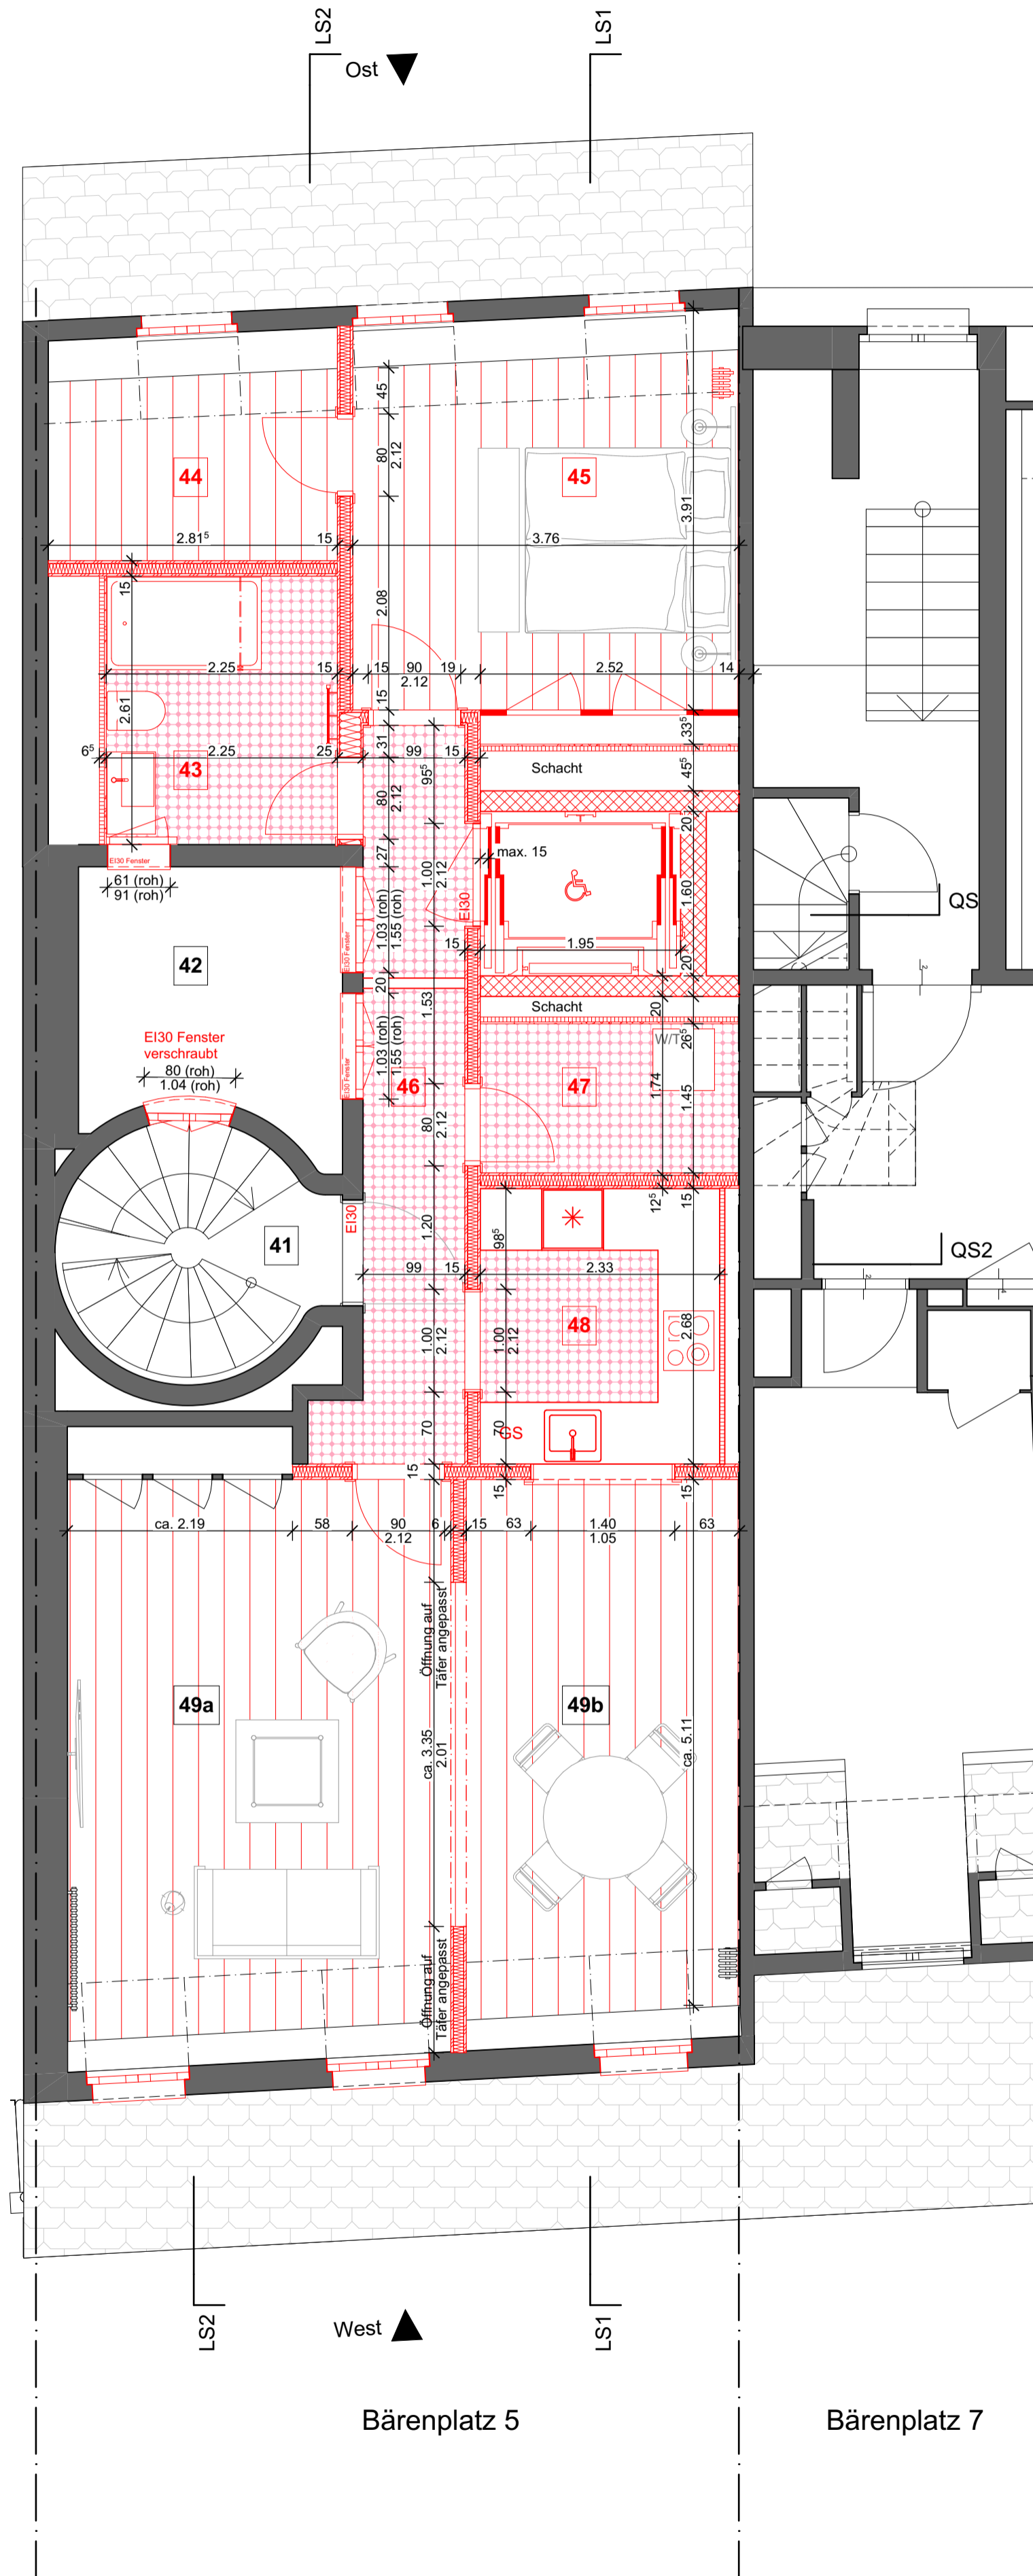 LS2
LS1
Ost
45
80
2.12
44
45
3.91
2.81⁵
15
3.76
15
2.08
2.25
15
15
90
2.12
19
2.52
14
2.61
15
33⁵
31
6⁵
43
2.25
25
99
15
95⁵
Schacht
45⁵
80
2.12
20
EI30 Fenster
27
1.00
2.12
max. 15
61 (roh)
91 (roh)
EI30
1.60
QS
42
1.03 (roh)
1.55 (roh)
EI30 Fenster
15
1.95
20
20
1.53
Schacht
20
EI30 Fenster
verschraubt
80 (roh)
1.04 (roh)
1.03 (roh)
1.55 (roh)
EI30 Fenster
46
W/T
26⁵
47
1.74
1.45
80
2.12
12⁵
15
EI30
1.20
98⁵
41
QS2
99
15
2.33
48
1.00
2.12
1.00
2.12
2.68
70
70
GS
15
15
15
ca. 2.19
58
90
2.12
6
15
63
1.40
1.05
63
Öffnung auf
Täfer angepasst
49a
49b
ca. 3.35
2.01
ca. 5.11
Öffnung auf
Täfer angepasst
LS2
West
LS1
Bärenplatz 5
Bärenplatz 7